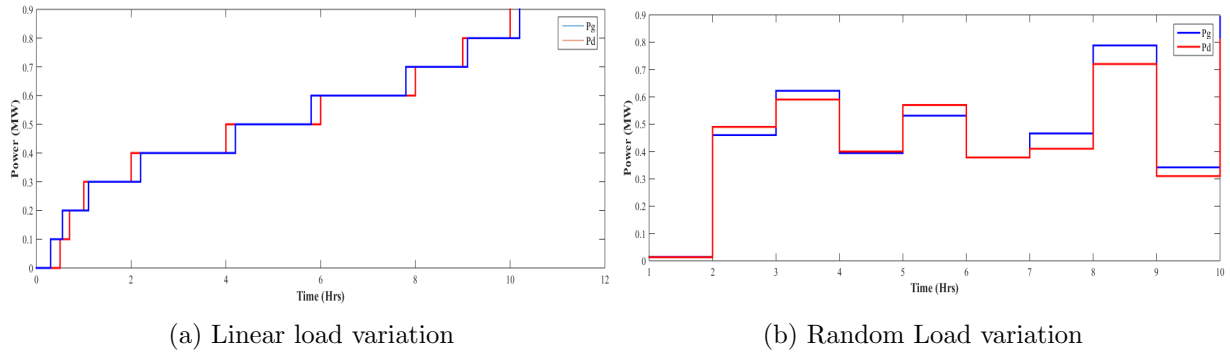 0.9
0.8
0.7
0.6
0.5
0.4
0.3
0.2
0.1
0
Power (MW)
0 2 4 6 8 10 12
Time (Hrs)
Pg
Pd
(a) Linear load variation
0.9
0.8
0.7
0.6
0.5
0.4
0.3
0.2
0.1
0
Power (MW)
1 2 3 4 5 6 7 8 9 10
Time (Hrs)
Pg
Pd
(b) Random Load variation